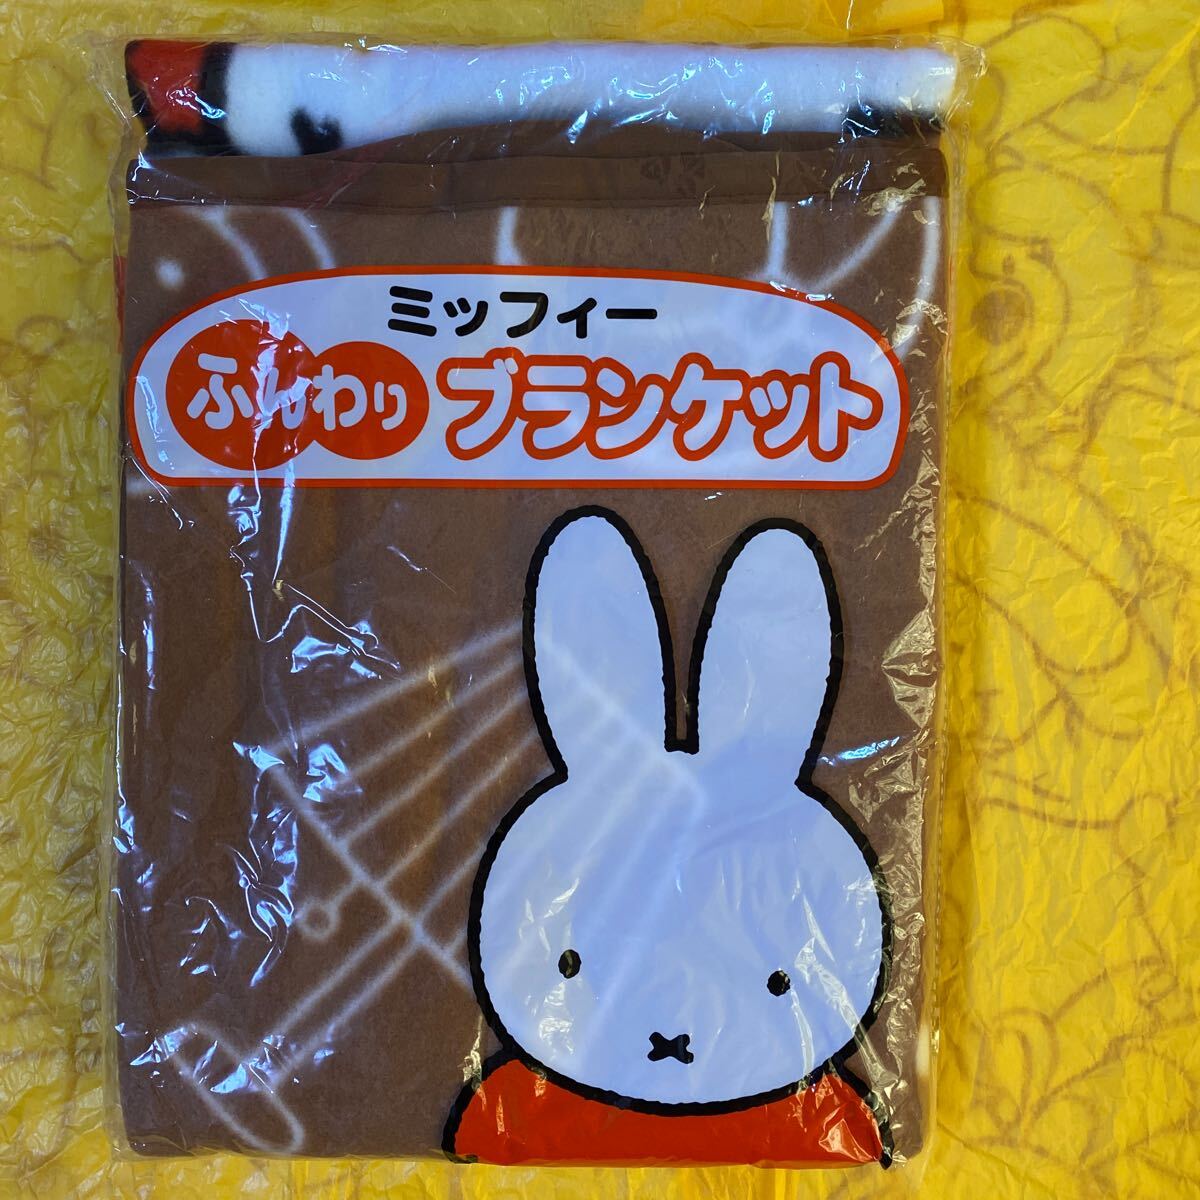 ミッフィー
ふんわり ブランケット